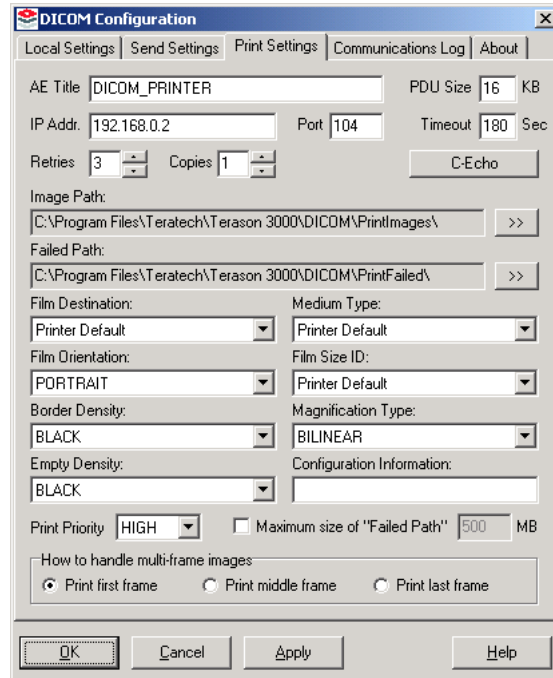 DICOM Configuration
Local Settings Send Settings Print Settings Communications Log About
AE Title DICOM_PRINTER PDU Size 16 KB
IP Addr. 192.168.0.2 Port 104 Timeout 180 Sec
Retries 3 Copies 1 C-Echo
Image Path:
C:\Program Files\Teratech\Terason 3000\DICOM\PrintImages\ >>
Failed Path:
C:\Program Files\Teratech\Terason 3000\DICOM\PrintFailed\ >>
Film Destination: Medium Type:
Printer Default Printer Default
Film Orientation: Film Size ID:
PORTRAIT Printer Default
Border Density: Magnification Type:
BLACK BILINEAR
Empty Density: Configuration Information:
BLACK
Print Priority HIGH Maximum size of "Failed Path" 500 MB
How to handle multi-frame images
Print first frame Print middle frame Print last frame
OK Cancel Apply Help